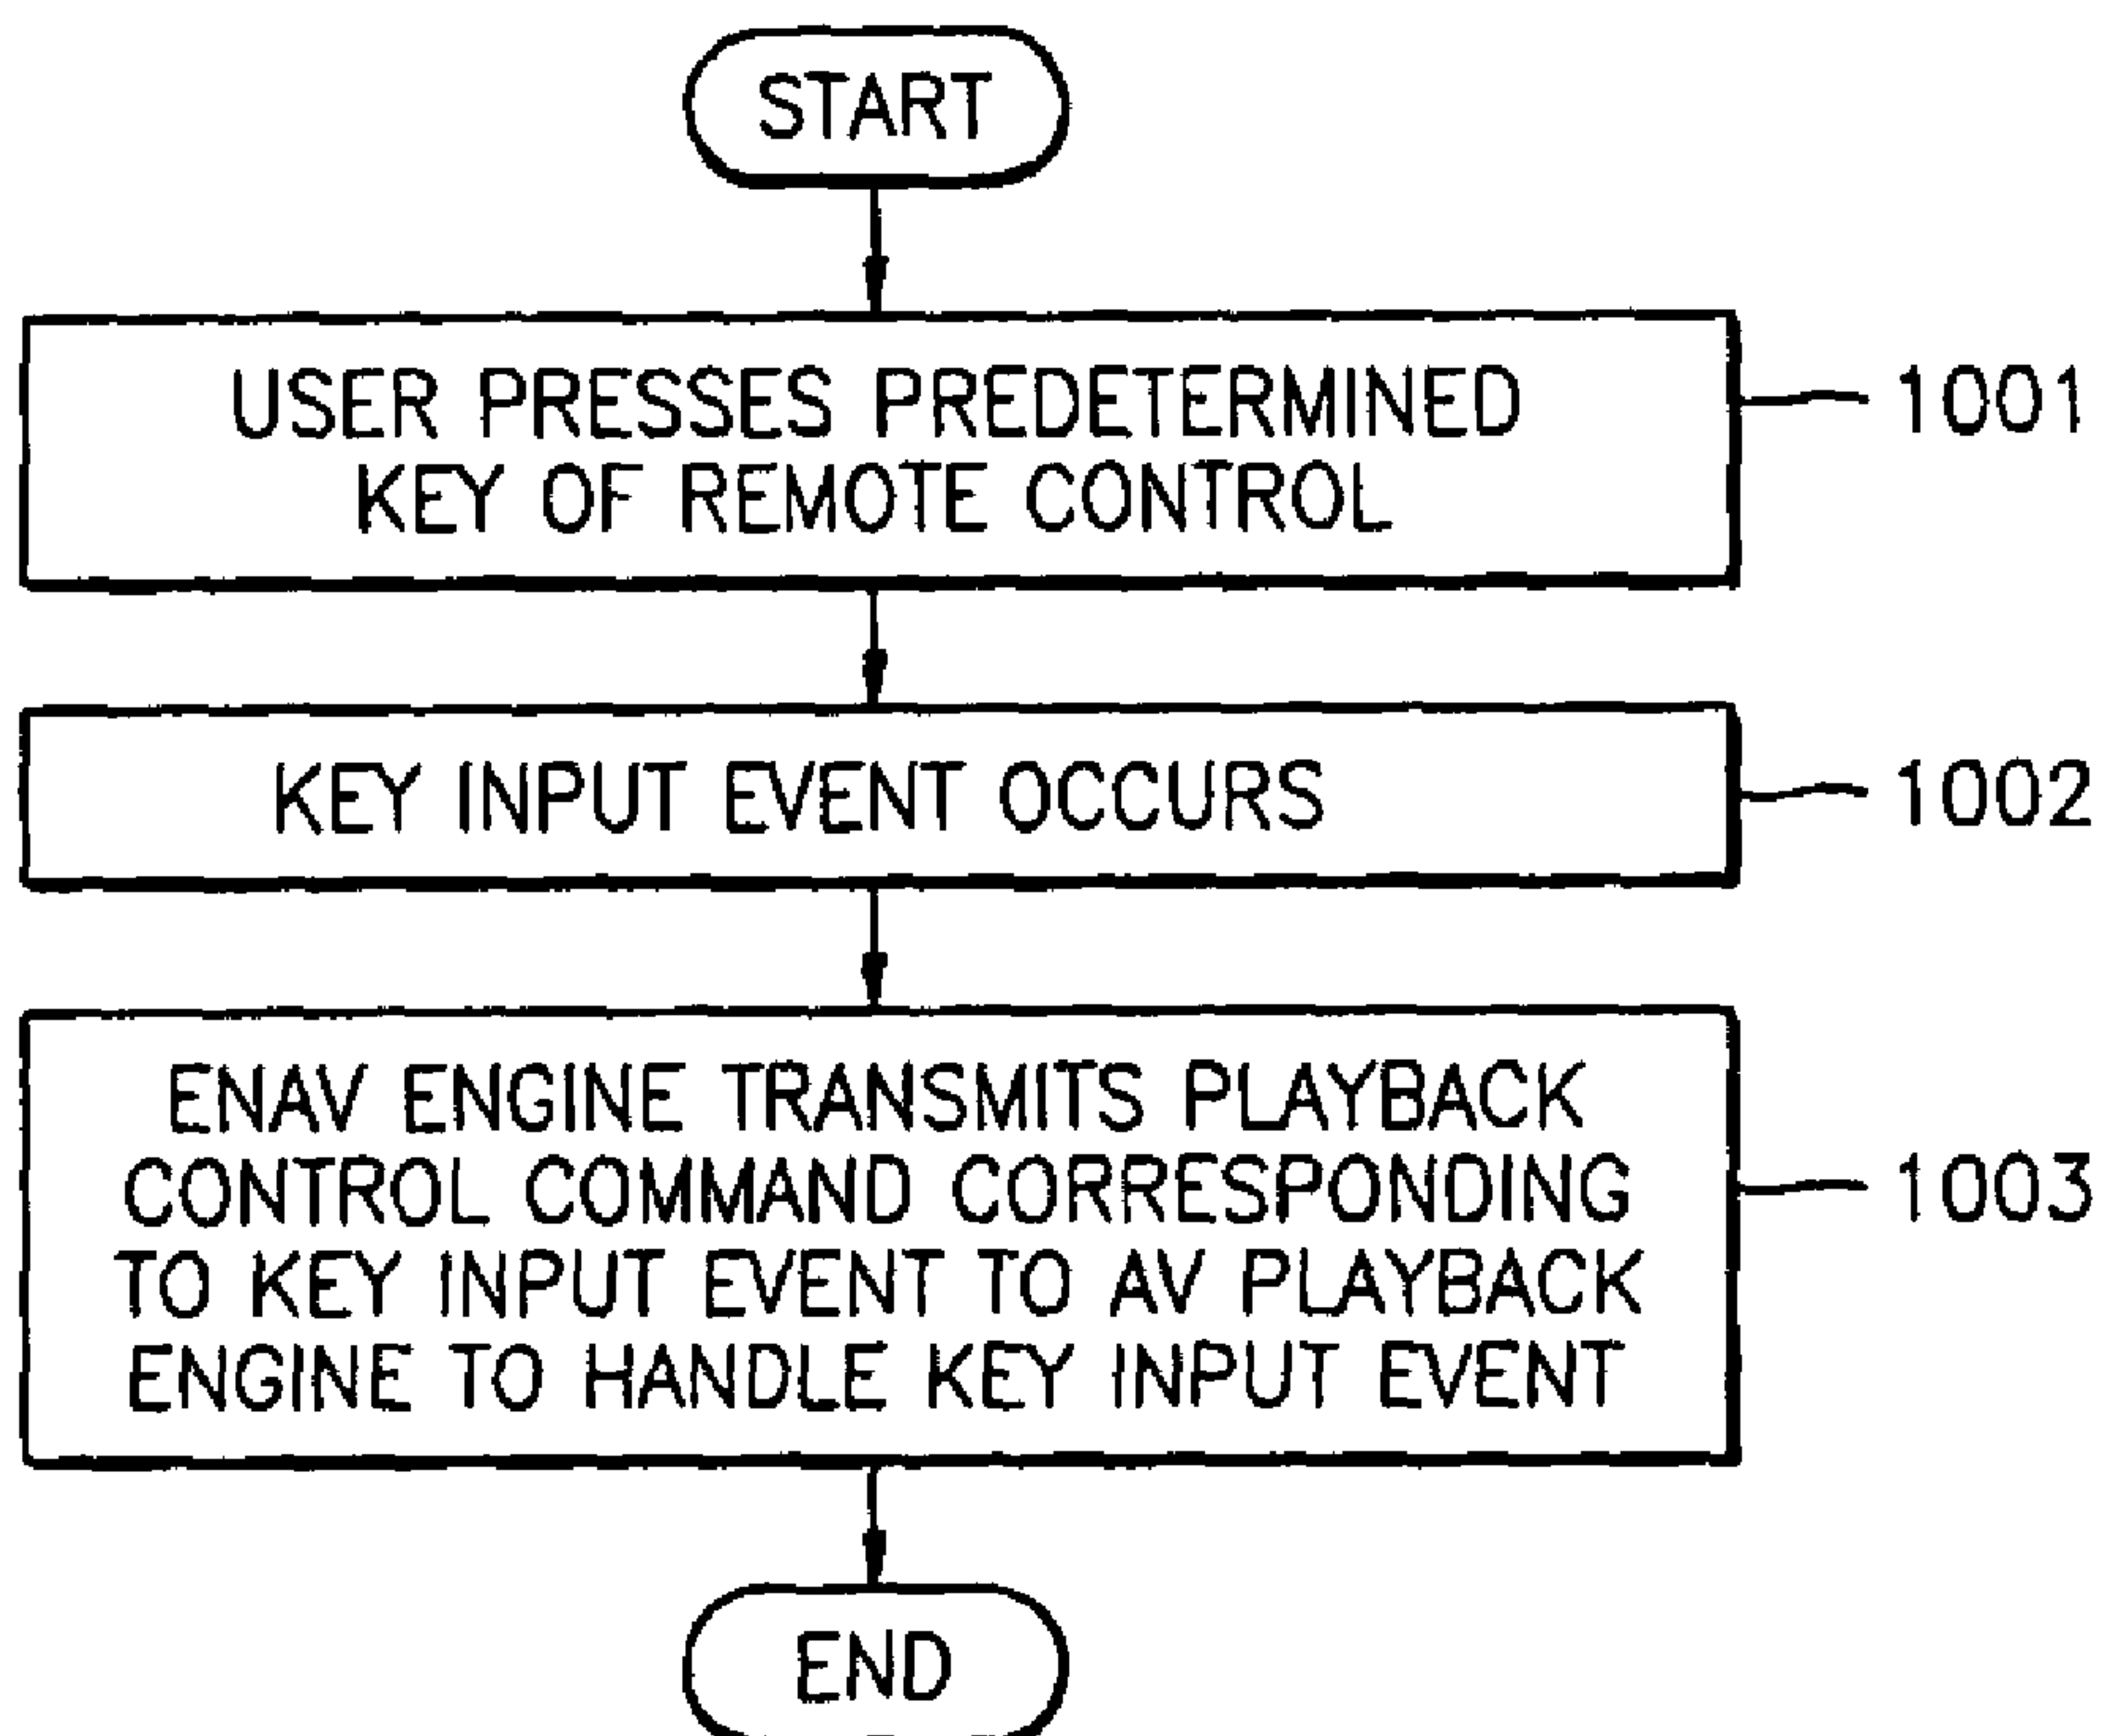 START
USER PRESSES PREDETERMINED
KEY OF REMOTE CONTROL
1001
KEY INPUT EVENT OCCURS
1002
ENAV ENGINE TRANSMITS PLAYBACK
CONTROL COMMAND CORRESPONDING
TO KEY INPUT EVENT TO AV PLAYBACK
ENGINE TO HANDLE KEY INPUT EVENT
1003
END